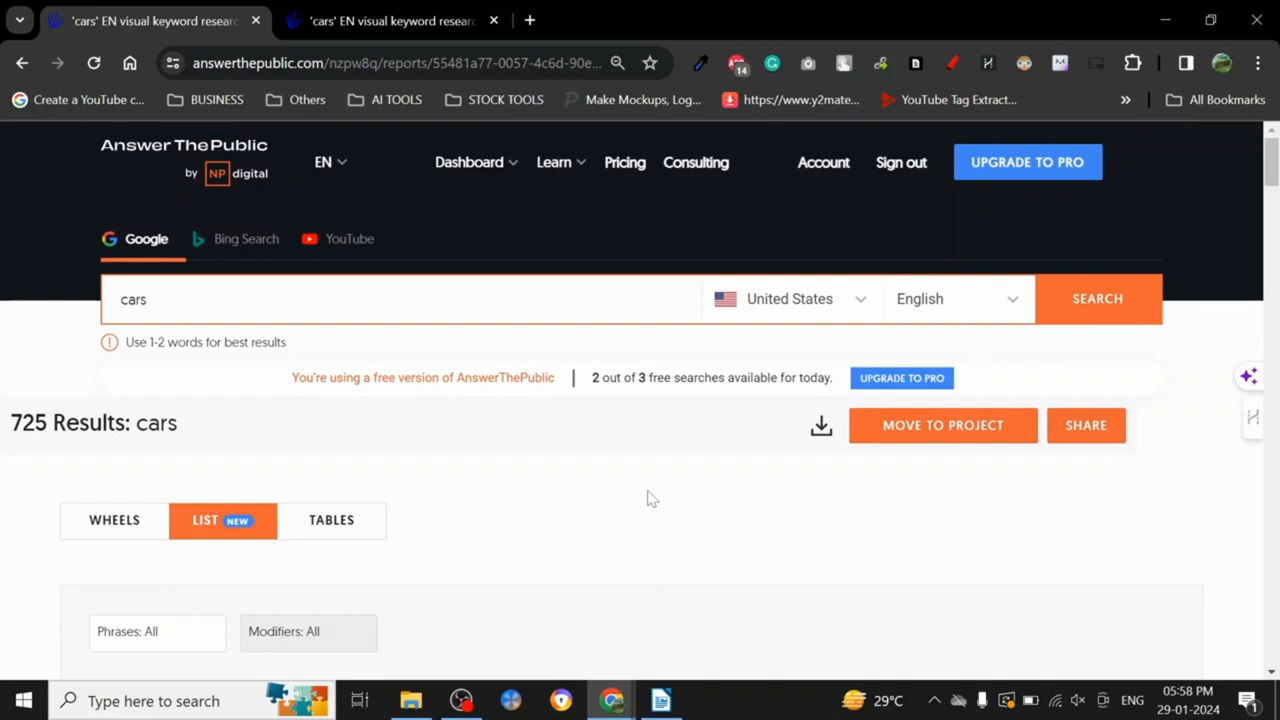 'cars' EN visual keyword resear
'cars' EN visual keyword researc
answerthepublic.com/nzpw8q/reports/55481a77-0057-4c6d-90e...
14
Create a YouTube c...
BUSINESS
Others
AI TOOLS
STOCK TOOLS
Make Mockups, Log...
https://www.y2mate...
YouTube Tag Extract...
All Bookmarks
Answer The Public
by NP digital
EN
Dashboard
Learn
Pricing
Consulting
Account
Sign out
UPGRADE TO PRO
Google
Bing Search
YouTube
cars
United States
English
SEARCH
Use 1-2 words for best results
You're using a free version of AnswerThePublic
2 out of 3 free searches available for today.
UPGRADE TO PRO
725 Results: cars
MOVE TO PROJECT
SHARE
WHEELS
LIST NEW
TABLES
Phrases: All
Modifiers: All
Type here to search
29°C
ENG
05:58 PM
29-01-2024
1